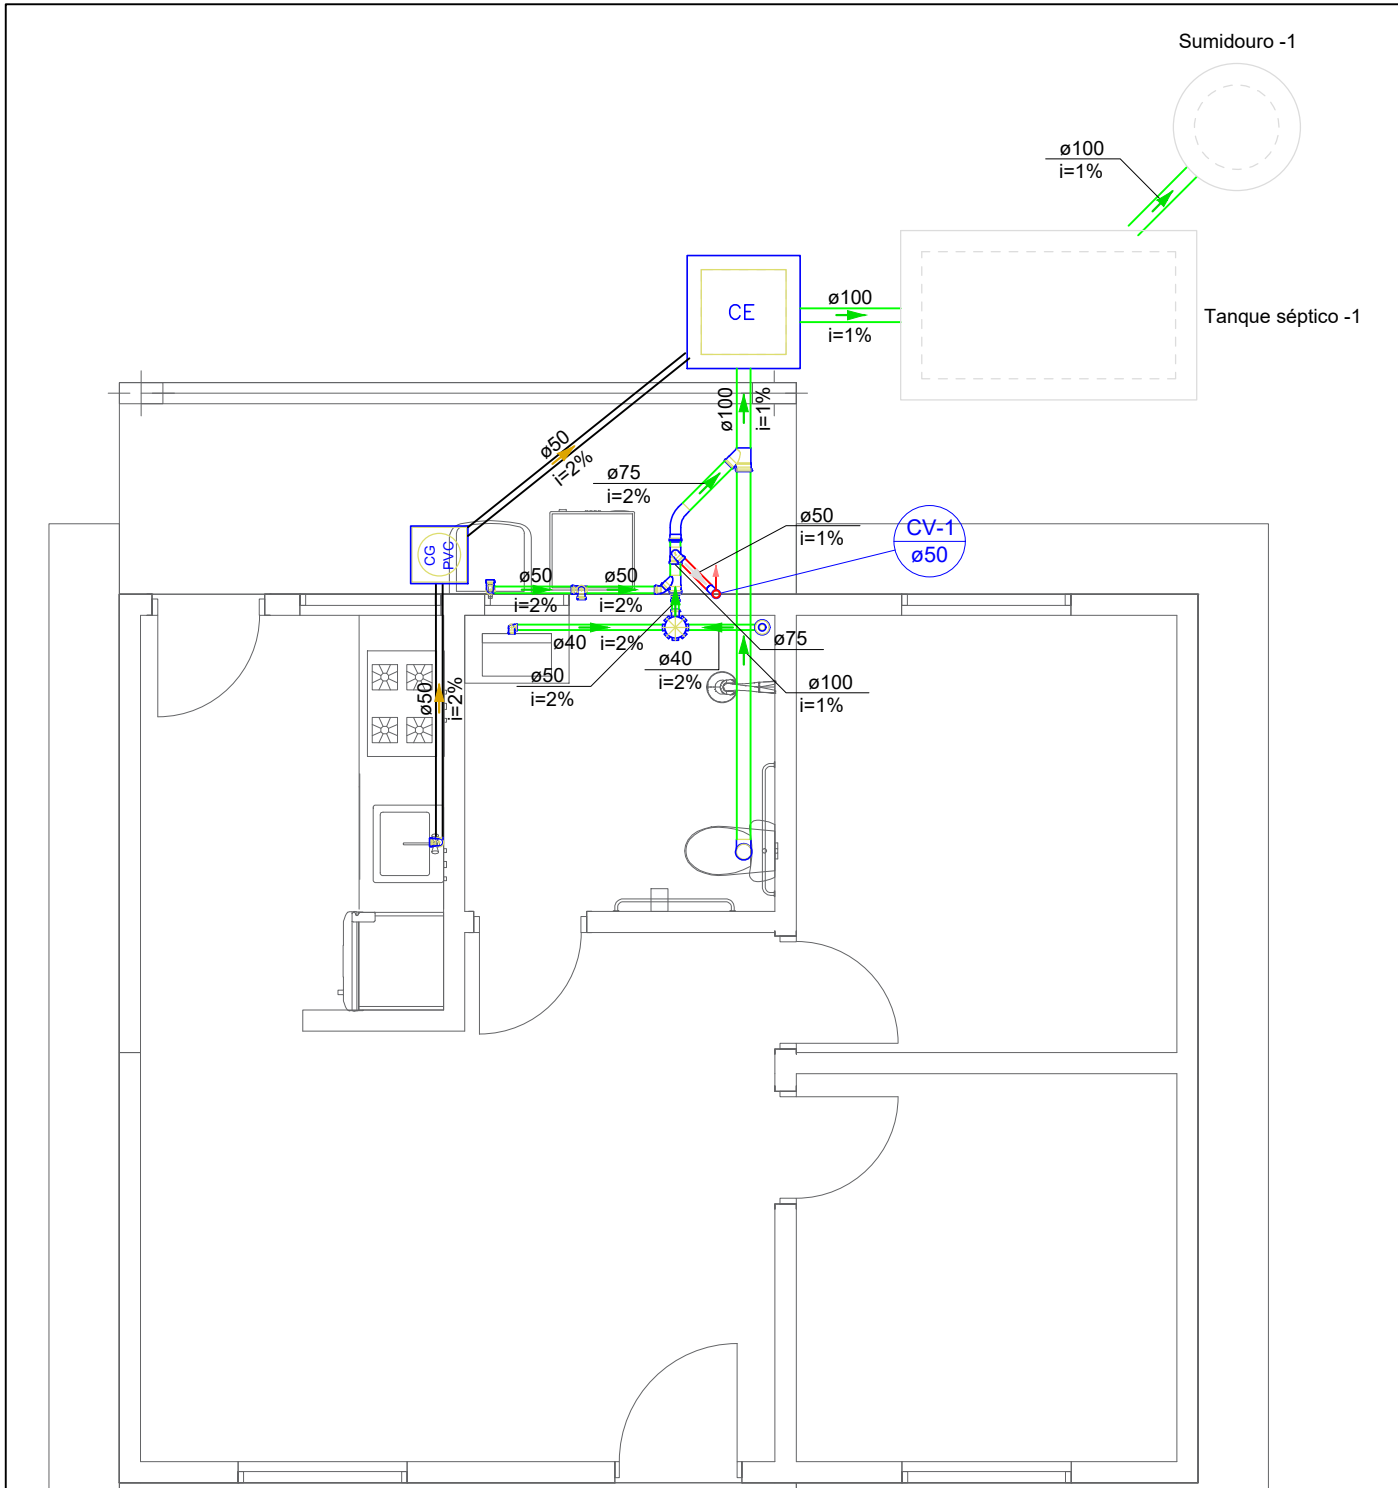 Sumidouro -1
ø100
i=1%
ø100
i=1%
CE
Tanque séptico -1
ø100
i=1%
ø50
i=2%
ø75
i=2%
ø50
i=1%
CV-1
ø50
CG
PVC
ø50
i=2%
ø50
i=2%
ø40
i=2%
ø75
ø50
i=2%
ø40
i=2%
ø100
i=1%
ø50
i=2%